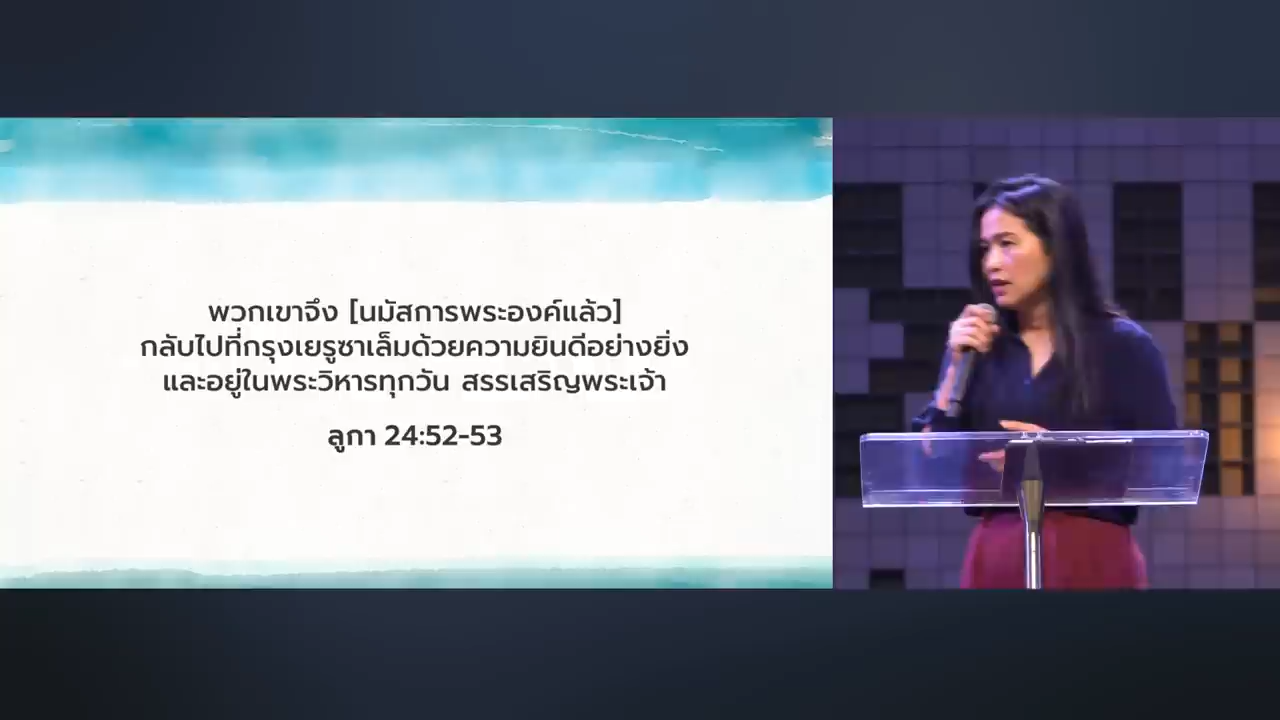 พวกเขาจึง [นมัสการพระองค์แล้ว]
กลับไปที่กรุงเยรูซาเล็มด้วยความยินดีอย่างยิ่ง
และอยู่ในพระวิหารทุกวัน สรรเสริญพระเจ้า
ลูกา 24:52-53